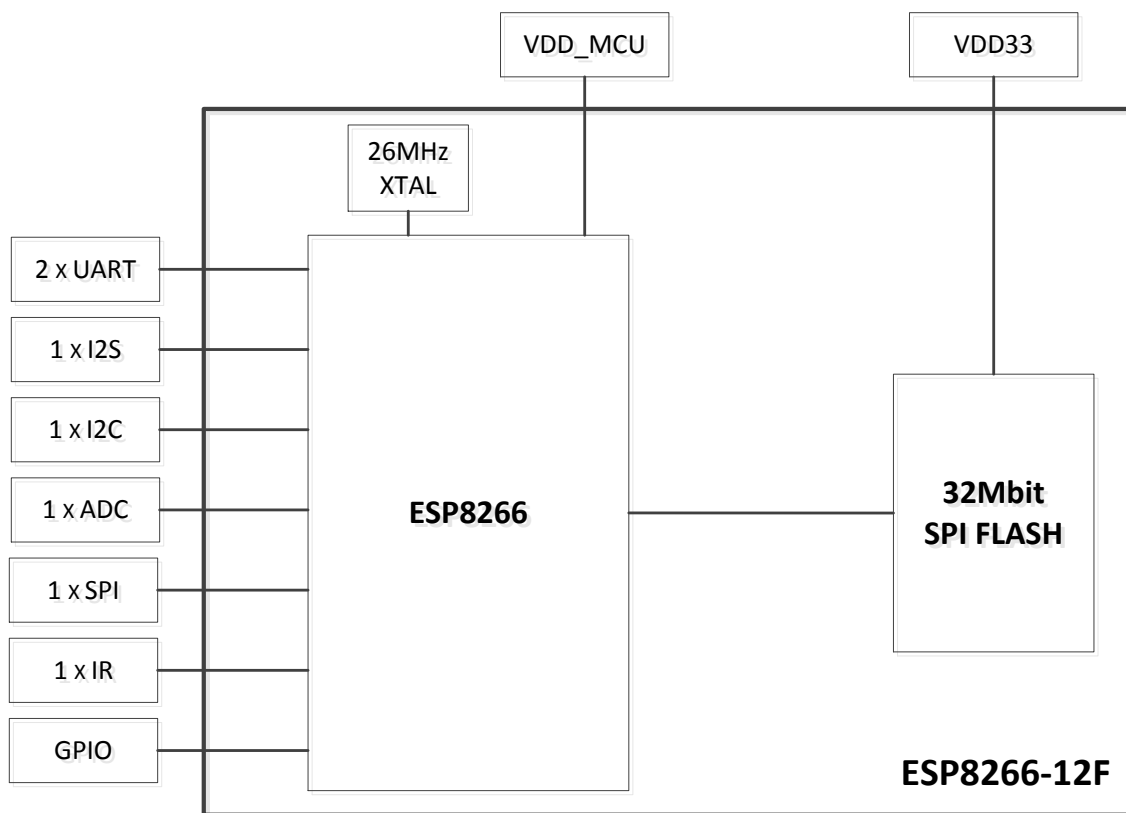 VDD_MCU
VDD33
26MHz
XTAL
2 x UART
1 x I2S
1 x I2C
1 x ADC
1 x SPI
1 x IR
GPIO
ESP8266
32Mbit
SPI FLASH
ESP8266-12F